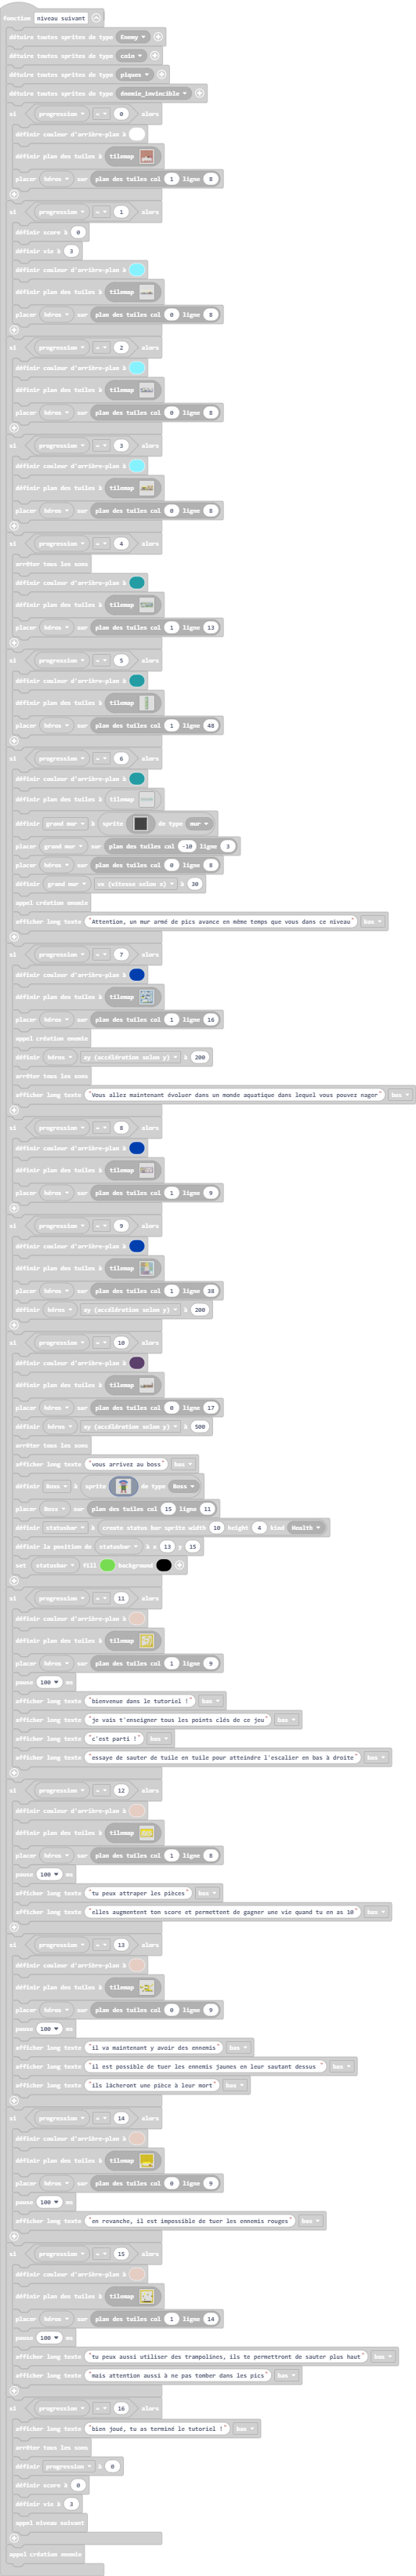 fonction niveau suivant
détruire toutes sprites de type Enemy
détruire toutes sprites de type coin
détruire toutes sprites de type piques
détruire toutes sprites de type énemie_invincible
si progression = 0 alors
définir couleur d'arrière-plan à
définir plan des tuiles à tilemap
placer héros sur plan des tuiles col 1 ligne 8
si progression = 1 alors
définir score à 0
définir vie à 3
définir couleur d'arrière-plan à
définir plan des tuiles à tilemap
placer héros sur plan des tuiles col 0 ligne 8
si progression = 2 alors
définir couleur d'arrière-plan à
définir plan des tuiles à tilemap
placer héros sur plan des tuiles col 0 ligne 8
si progression = 3 alors
définir couleur d'arrière-plan à
définir plan des tuiles à tilemap
placer héros sur plan des tuiles col 0 ligne 8
si progression = 4 alors
arrêter tous les sons
définir couleur d'arrière-plan à
définir plan des tuiles à tilemap
placer héros sur plan des tuiles col 1 ligne 13
si progression = 5 alors
définir couleur d'arrière-plan à
définir plan des tuiles à tilemap
placer héros sur plan des tuiles col 1 ligne 48
si progression = 6 alors
définir couleur d'arrière-plan à
définir plan des tuiles à tilemap
définir grand mur à sprite de type mur
placer grand mur sur plan des tuiles col -10 ligne 3
placer héros sur plan des tuiles col 0 ligne 8
définir grand mur vx (vitesse selon x) à 30
appel création ennemie
afficher long texte "Attention, un mur armé de pics avance en même temps que vous dans ce niveau" bas
si progression = 7 alors
définir couleur d'arrière-plan à
définir plan des tuiles à tilemap
placer héros sur plan des tuiles col 1 ligne 16
appel création ennemie
définir héros ay (accélération selon y) à 200
arrêter tous les sons
afficher long texte "Vous allez maintenant évoluer dans un monde aquatique dans lequel vous pouvez nager" bas
si progression = 8 alors
définir couleur d'arrière-plan à
définir plan des tuiles à tilemap
placer héros sur plan des tuiles col 1 ligne 9
si progression = 9 alors
définir couleur d'arrière-plan à
définir plan des tuiles à tilemap
placer héros sur plan des tuiles col 1 ligne 38
définir héros ay (accélération selon y) à 200
si progression = 10 alors
définir couleur d'arrière-plan à
définir plan des tuiles à tilemap
placer héros sur plan des tuiles col 0 ligne 17
définir héros ay (accélération selon y) à 500
arrêter tous les sons
afficher long texte "vous arrivez au boss" bas
définir Boss à sprite de type Boss
placer Boss sur plan des tuiles col 15 ligne 11
définir statusbar à create status bar sprite width 10 height 4 kind Health
définir la position de statusbar à x 13 y 15
set statusbar fill background
si progression = 11 alors
définir couleur d'arrière-plan à
définir plan des tuiles à tilemap
placer héros sur plan des tuiles col 1 ligne 9
pause 100 ms
afficher long texte "bienvenue dans le tutoriel !" bas
afficher long texte "je vais t'enseigner tous les points clés de ce jeu" bas
afficher long texte "c'est parti !" bas
afficher long texte "essaye de sauter de tuile en tuile pour atteindre l'escalier en bas à droite" bas
si progression = 12 alors
définir couleur d'arrière-plan à
définir plan des tuiles à tilemap
placer héros sur plan des tuiles col 1 ligne 8
pause 100 ms
afficher long texte "tu peux attraper les pièces" bas
afficher long texte "elles augmentent ton score et permettent de gagner une vie quand tu en as 10" bas
si progression = 13 alors
définir couleur d'arrière-plan à
définir plan des tuiles à tilemap
placer héros sur plan des tuiles col 0 ligne 9
pause 100 ms
afficher long texte "il va maintenant y avoir des ennemis" bas
afficher long texte "il est possible de tuer les ennemis jaunes en leur sautant dessus " bas
afficher long texte "ils lâcheront une pièce à leur mort" bas
si progression = 14 alors
définir couleur d'arrière-plan à
définir plan des tuiles à tilemap
placer héros sur plan des tuiles col 0 ligne 9
pause 100 ms
afficher long texte "en revanche, il est impossible de tuer les ennemis rouges" bas
si progression = 15 alors
définir couleur d'arrière-plan à
définir plan des tuiles à tilemap
placer héros sur plan des tuiles col 1 ligne 14
pause 100 ms
afficher long texte "tu peux aussi utiliser des trampolines, ils te permettront de sauter plus haut" bas
afficher long texte "mais attention aussi à ne pas tomber dans les pics" bas
si progression = 16 alors
afficher long texte "bien joué, tu as terminé le tutoriel !" bas
arrêter tous les sons
définir progression à 0
définir score à 0
définir vie à 3
appel niveau suivant
appel création ennemie